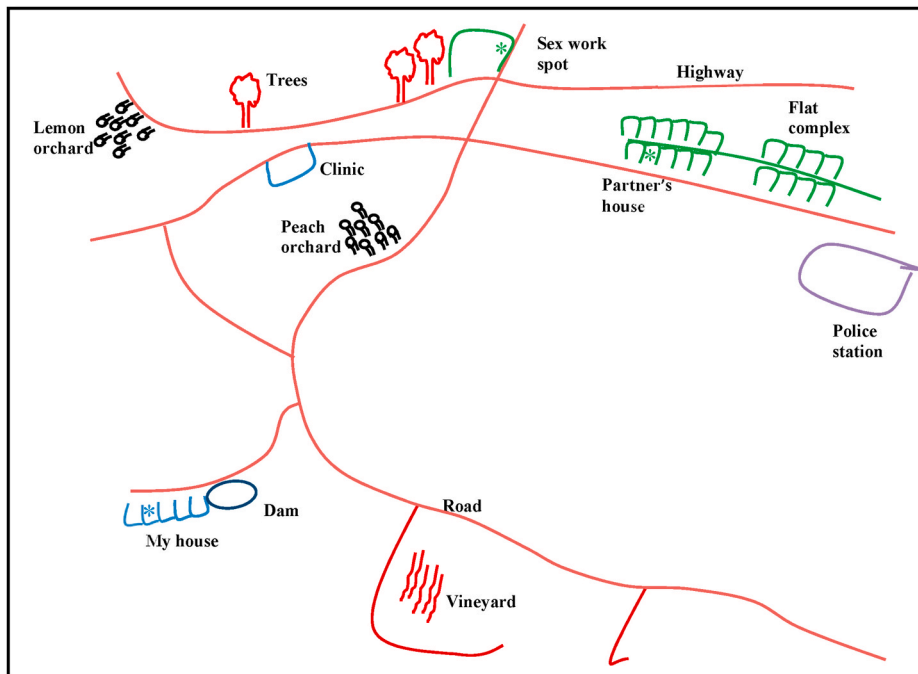 Sex work
spot
Highway
Trees
Flat
complex
Lemon
orchard
Clinic
Partner's
house
Peach
orchard
Police
station
Road
Dam
My house
Vineyard